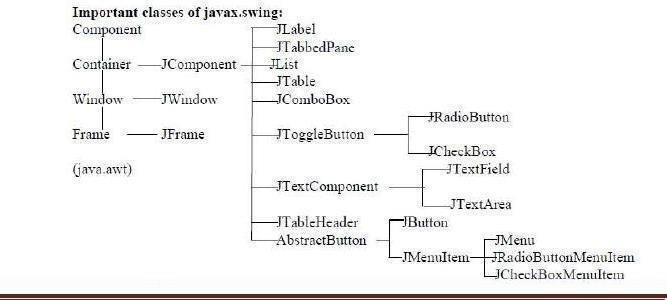 Important classes of javax.swing:
Component JLabel
JTabbedPane
Container JComponent JList
JTable
Window JWindow JComboBox
JRadioButton
Frame JFrame JToggleButton
JCheckBox
(java.awt) JTextField
JTextComponent
JTextArea
JTableHeader JButton
AbstractButton JMenu
JMenuItem JRadioButtonMenuItem
JCheckBoxMenuItem